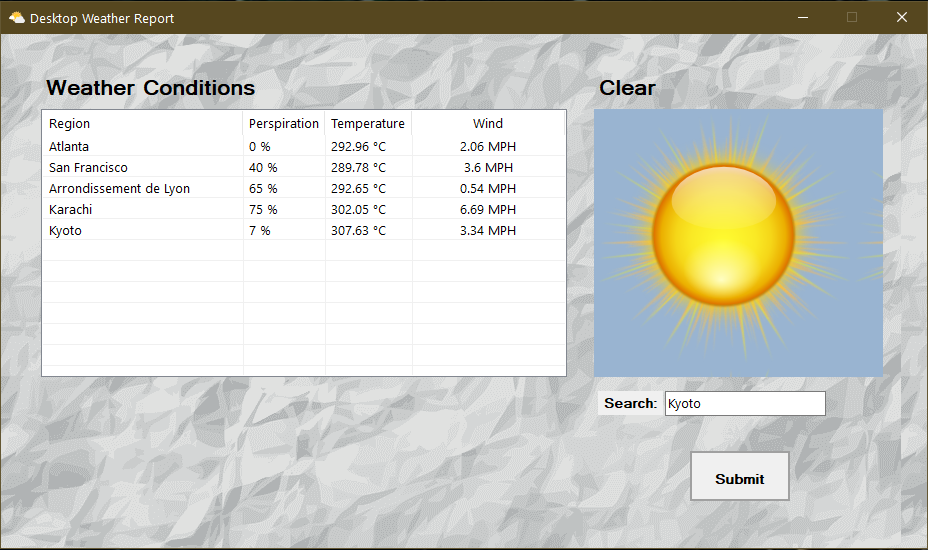 Desktop Weather Report
Weather Conditions
Region Perspiration Temperature Wind
Atlanta 0 % 292.96 °C 2.06 MPH
San Francisco 40 % 289.78 °C 3.6 MPH
Arrondissement de Lyon 65 % 292.65 °C 0.54 MPH
Karachi 75 % 302.05 °C 6.69 MPH
Kyoto 7 % 307.63 °C 3.34 MPH
Clear
Search: Kyoto
Submit